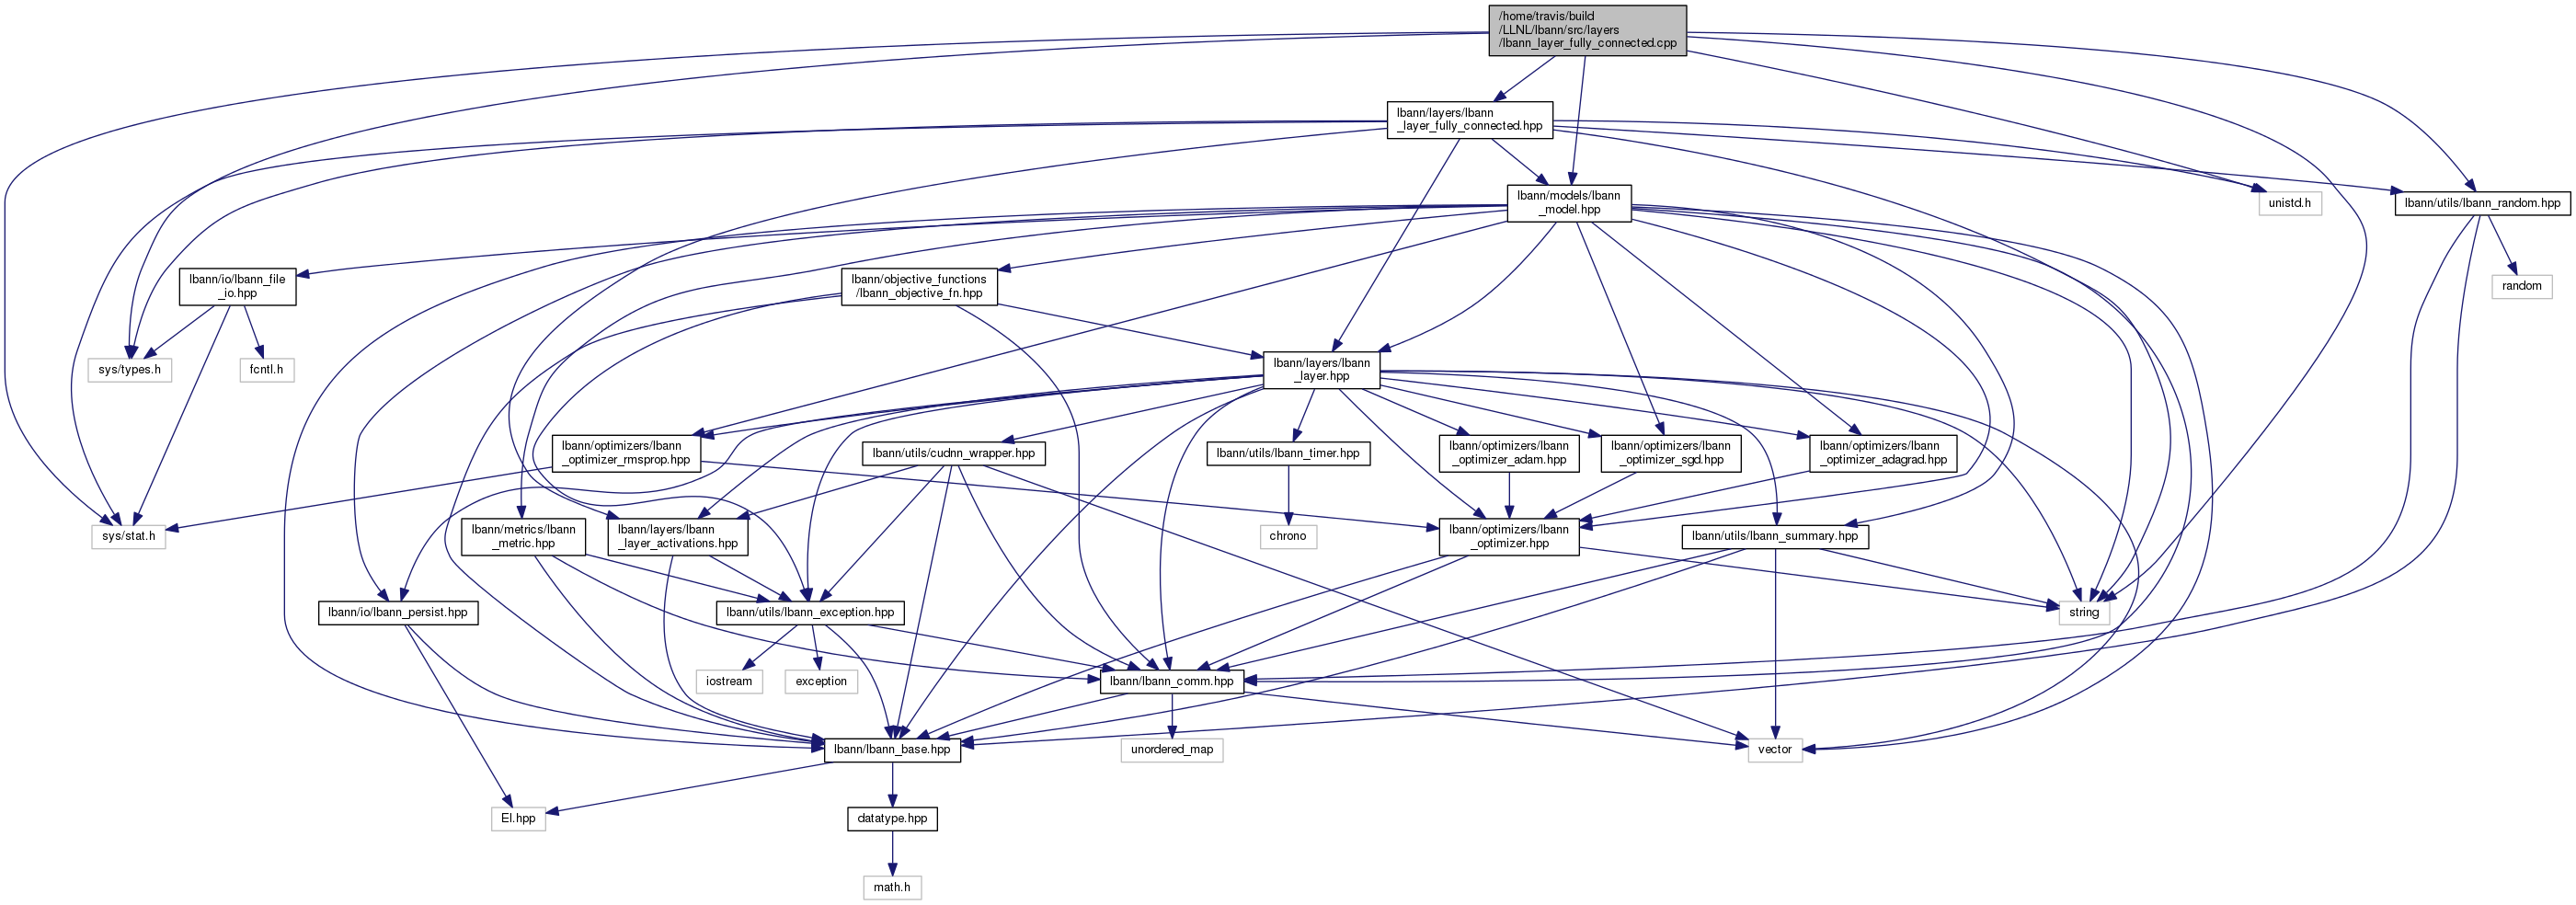 /home/travis/build
/LLNL/lbann/src/layers
/lbann_layer_fully_connected.cpp
lbann/layers/lbann
_layer_fully_connected.hpp
lbann/models/lbann
_model.hpp
unistd.h
lbann/utils/lbann_random.hpp
lbann/io/lbann_file
_io.hpp
lbann/objective_functions
/lbann_objective_fn.hpp
random
sys/types.h
fcntl.h
lbann/layers/lbann
_layer.hpp
lbann/optimizers/lbann
_optimizer_rmsprop.hpp
lbann/utils/cudnn_wrapper.hpp
lbann/utils/lbann_timer.hpp
lbann/optimizers/lbann
_optimizer_adam.hpp
lbann/optimizers/lbann
_optimizer_sgd.hpp
lbann/optimizers/lbann
_optimizer_adagrad.hpp
sys/stat.h
lbann/metrics/lbann
_metric.hpp
lbann/layers/lbann
_layer_activations.hpp
chrono
lbann/optimizers/lbann
_optimizer.hpp
lbann/utils/lbann_summary.hpp
lbann/io/lbann_persist.hpp
lbann/utils/lbann_exception.hpp
string
iostream
exception
lbann/lbann_comm.hpp
lbann/lbann_base.hpp
unordered_map
vector
El.hpp
datatype.hpp
math.h